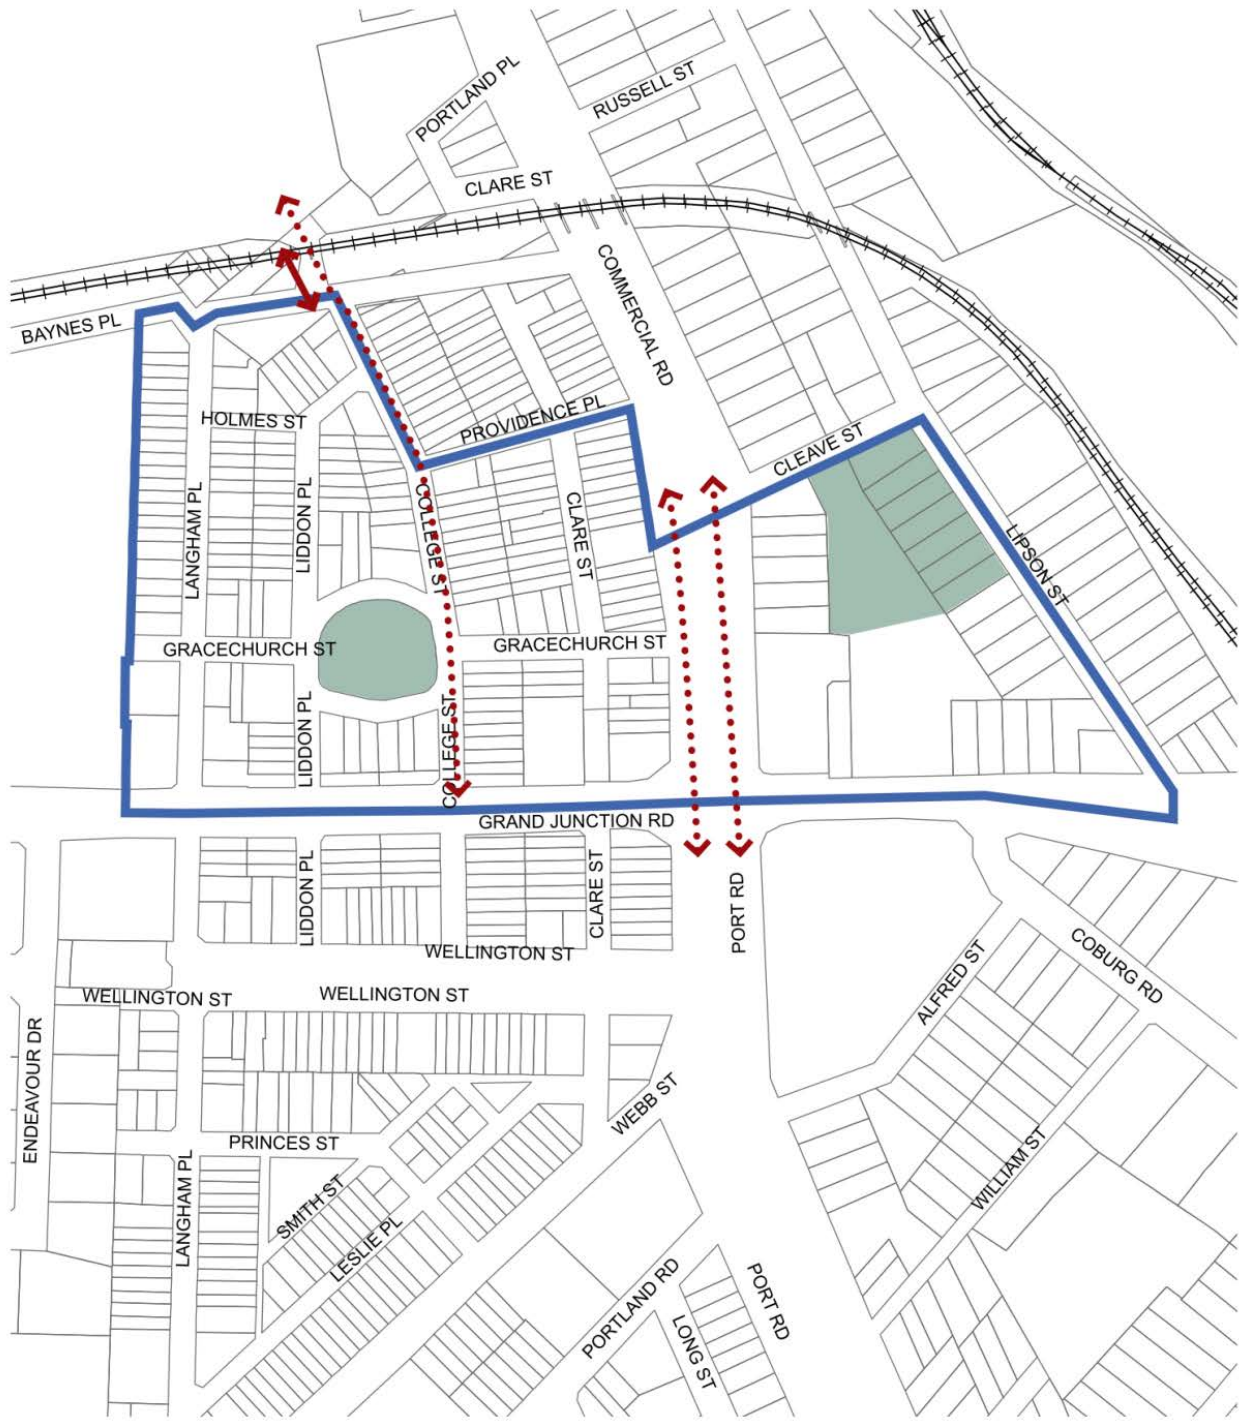 PORTLAND PL
RUSSELL ST
CLARE ST
COMMERCIAL RD
BAYNES PL
HOLMES ST
PROVIDENCE PL
CLEAVE ST
LANGHAM PL
LIDDON PL
COLLEGE ST
CLARE ST
LIPSON ST
GRACECHURCH ST
GRACECHURCH ST
LIDDON PL
COLLEGE ST
GRAND JUNCTION RD
LIDDON PL
CLARE ST
PORT RD
WELLINGTON ST
COBURG RD
ALFRED ST
WELLINGTON ST
WELLINGTON ST
ENDEAVOUR DR
WEBB ST
PRINCES ST
WILLIAM ST
LANGHAM PL
SMITH ST
LESLIE PL
PORTLAND RD
PORT RD
LONG ST